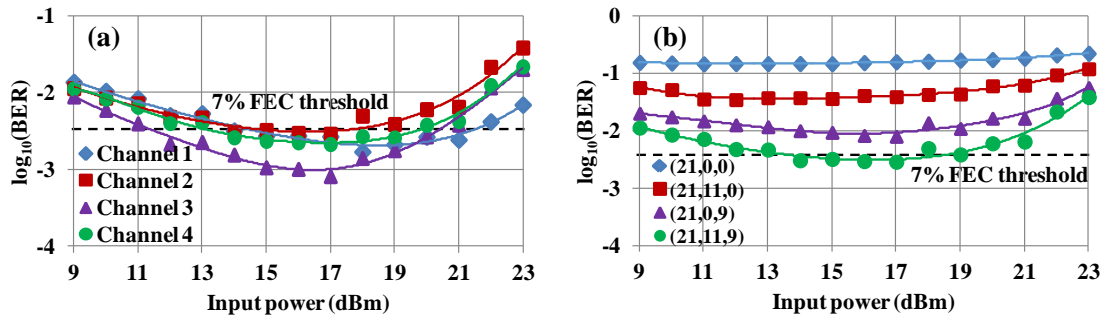 (a)
-1
-2
-3
-4
log10(BER)
7% FEC threshold
Channel 1
Channel 2
Channel 3
Channel 4
9 11 13 15 17 19 21 23
Input power (dBm)
(b)
0
-1
-2
-3
-4
log10(BER)
7% FEC threshold
(21,0,0)
(21,11,0)
(21,0,9)
(21,11,9)
9 11 13 15 17 19 21 23
Input power (dBm)